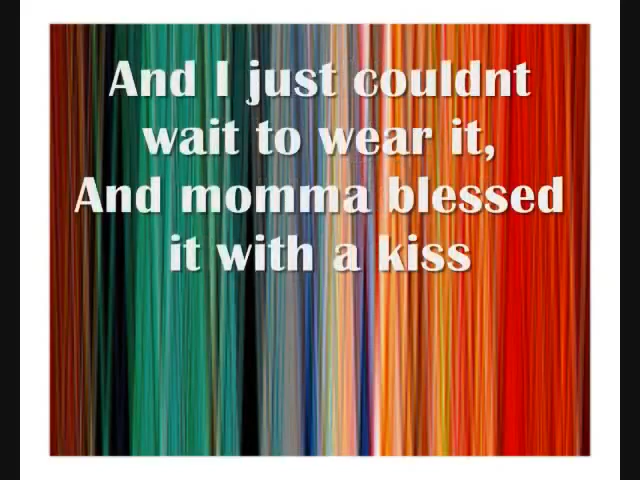 And I just couldnt
wait to wear it,
And momma blessed
it with a kiss